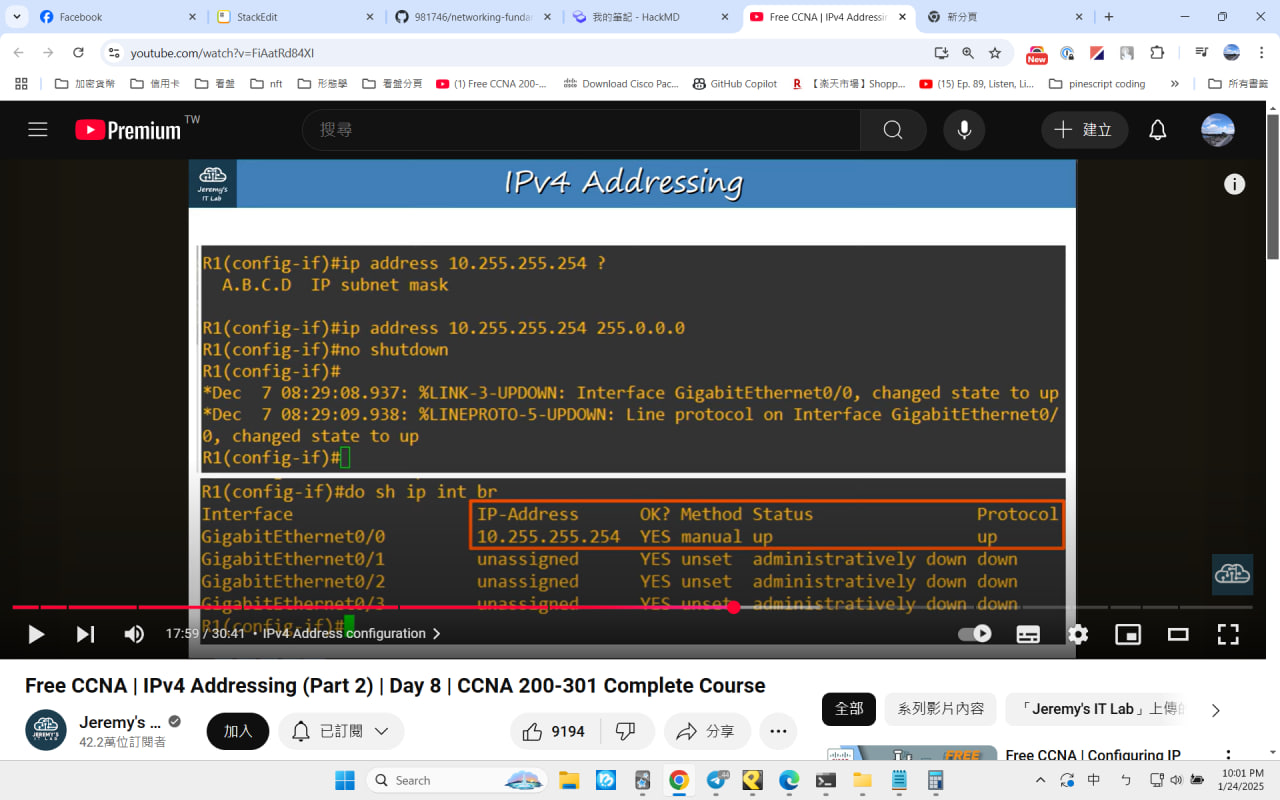 Facebook
StackEdit
981746/networking-fundar
我的筆記 - HackMD
Free CCNA | IPv4 Addressin
新分頁
youtube.com/watch?v=FiAatRd84XI
New
加密貨幣
信用卡
看盤
nft
形態學
看盤分頁
(1) Free CCNA 200-...
Download Cisco Pac...
GitHub Copilot
【楽天市場】Shopp...
(15) Ep. 89, Listen, Li...
pinescript coding
»
所有書籤
Premium TW
搜尋
建立
Jeremy's
IT Lab
IPv4 Addressing
R1(config-if)#ip address 10.255.255.254 ?
A.B.C.D  IP subnet mask
R1(config-if)#ip address 10.255.255.254 255.0.0.0
R1(config-if)#no shutdown
R1(config-if)#
*Dec  7 08:29:08.937: %LINK-3-UPDOWN: Interface GigabitEthernet0/0, changed state to up
*Dec  7 08:29:09.938: %LINEPROTO-5-UPDOWN: Line protocol on Interface GigabitEthernet0/
0, changed state to up
R1(config-if)#
R1(config-if)#do sh ip int br
Interface IP-Address OK? Method Status Protocol
GigabitEthernet0/0 10.255.255.254 YES manual up up
GigabitEthernet0/1 unassigned YES unset administratively down down
GigabitEthernet0/2 unassigned YES unset administratively down down
GigabitEthernet0/3 unassigned YES unset administratively down down
R1(config-if)#
17:59 / 30:41 • IPv4 Address configuration
Free CCNA | IPv4 Addressing (Part 2) | Day 8 | CCNA 200-301 Complete Course
JEREMY'S
Jeremy's ...
42.2萬位訂閱者
加入
已訂閱
9194
分享
全部
系列影片內容
「Jeremy's IT Lab」上傳的
FREE
Free CCNA | Configuring IP
Search
44
中
ㄅ
10:01 PM
1/24/2025